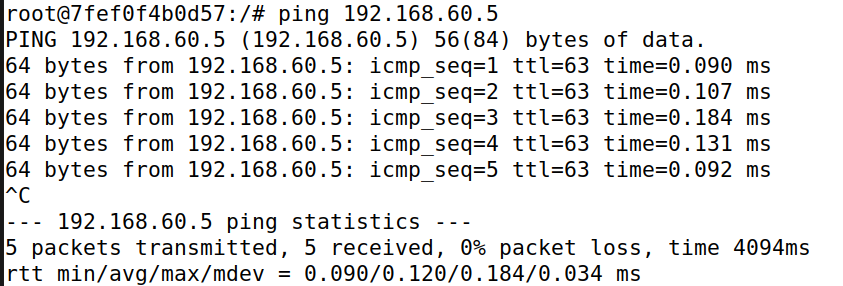 root@7fef0f4b0d57:/# ping 192.168.60.5
PING 192.168.60.5 (192.168.60.5) 56(84) bytes of data.
64 bytes from 192.168.60.5: icmp_seq=1 ttl=63 time=0.090 ms
64 bytes from 192.168.60.5: icmp_seq=2 ttl=63 time=0.107 ms
64 bytes from 192.168.60.5: icmp_seq=3 ttl=63 time=0.184 ms
64 bytes from 192.168.60.5: icmp_seq=4 ttl=63 time=0.131 ms
64 bytes from 192.168.60.5: icmp_seq=5 ttl=63 time=0.092 ms
^C
--- 192.168.60.5 ping statistics ---
5 packets transmitted, 5 received, 0% packet loss, time 4094ms
rtt min/avg/max/mdev = 0.090/0.120/0.184/0.034 ms